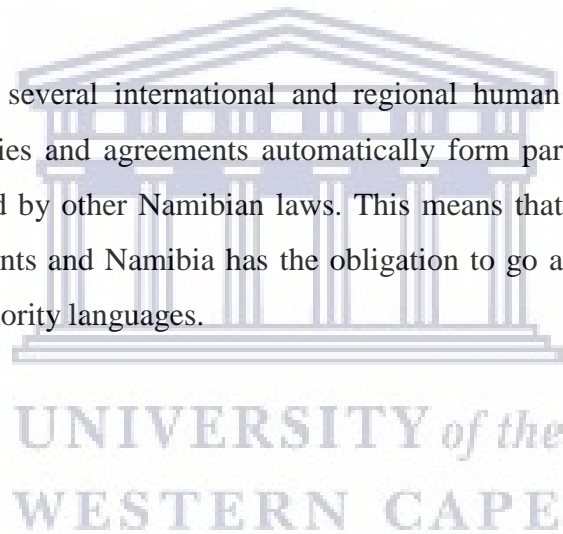 several international and regional human
ies and agreements automatically form par
d by other Namibian laws. This means that
nts and Namibia has the obligation to go a
ority languages.
UNIVERSITY of the
WESTERN CAPE